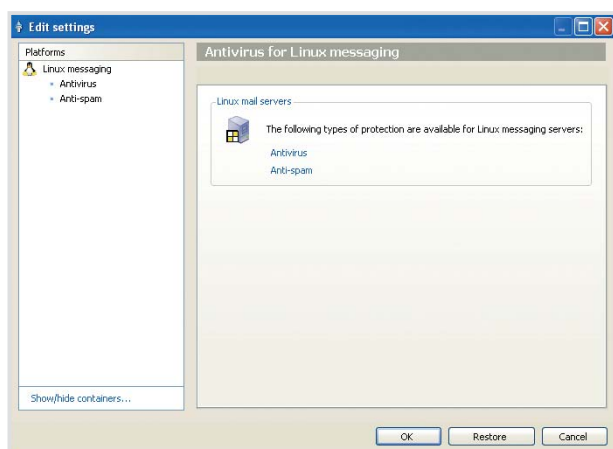 Edit settings
Platforms
Linux messaging
Antivirus
Anti-spam
Show/hide containers...
Antivirus for Linux messaging
Linux mail servers
The following types of protection are available for Linux messaging servers:
Antivirus
Anti-spam
OK
Restore
Cancel